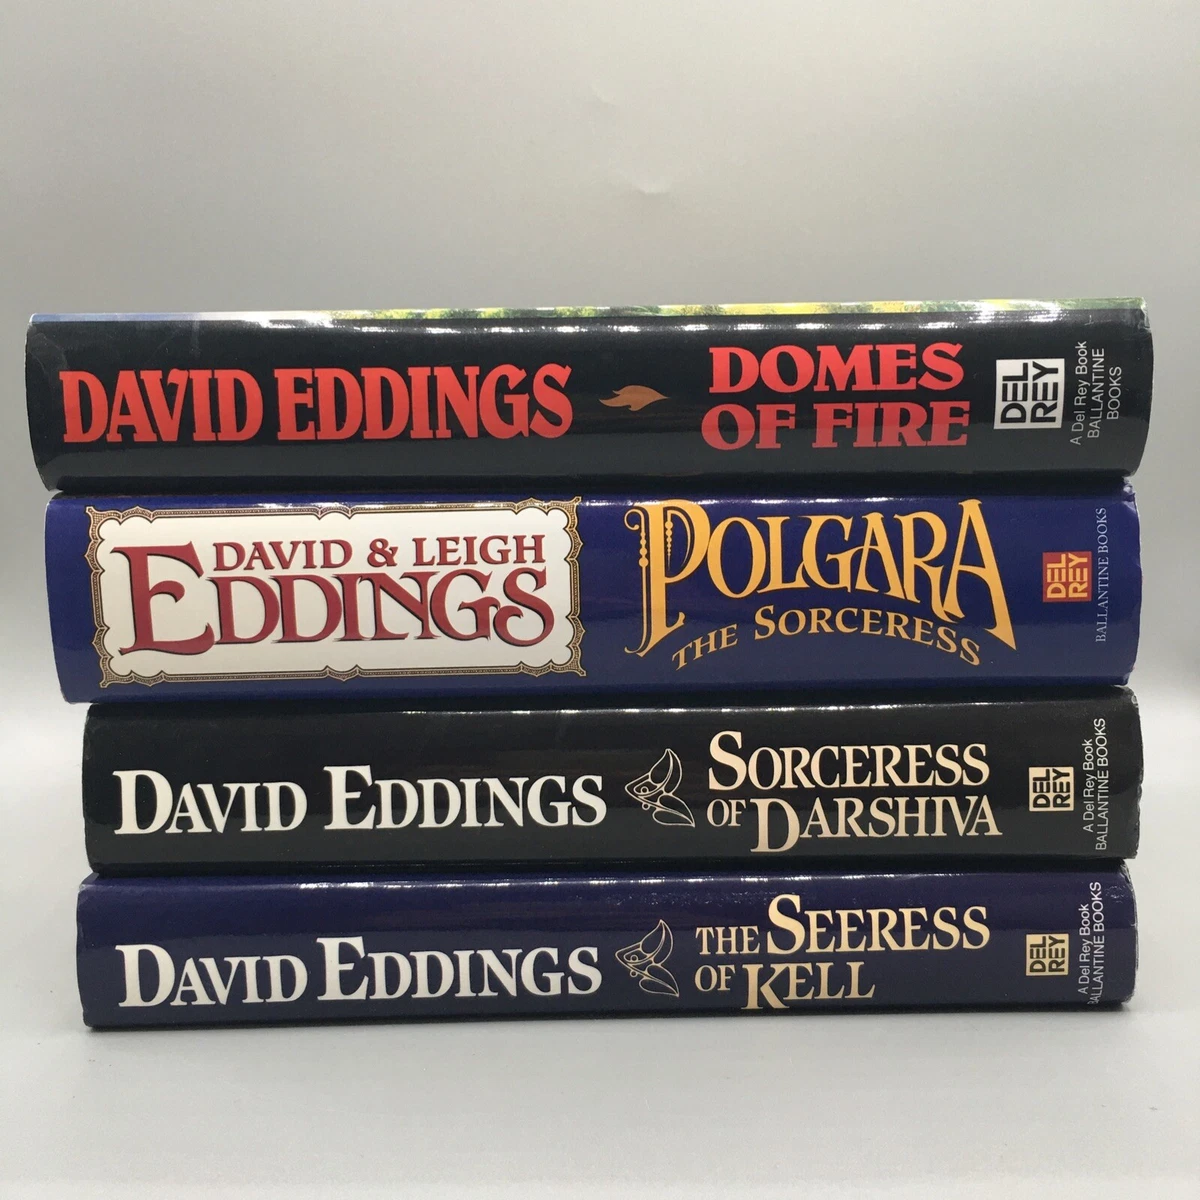 DAVID EDDINGS
DOMES
OF FIRE
DEL
REY
A Del Rey Book
BALLANTINE
BOOKS
DAVID & LEIGH
EDDINGS
POLGARA
THE SORCERESS
DEL
REY
BALLANTINE BOOKS
DAVID EDDINGS
SORCERESS
OF DARSHIVA
DEL
REY
A Del Rey Book
BALLANTINE BOOKS
DAVID EDDINGS
THE SEERESS
OF KELL
DEL
REY
A Del Rey Book
BALLANTINE BOOKS